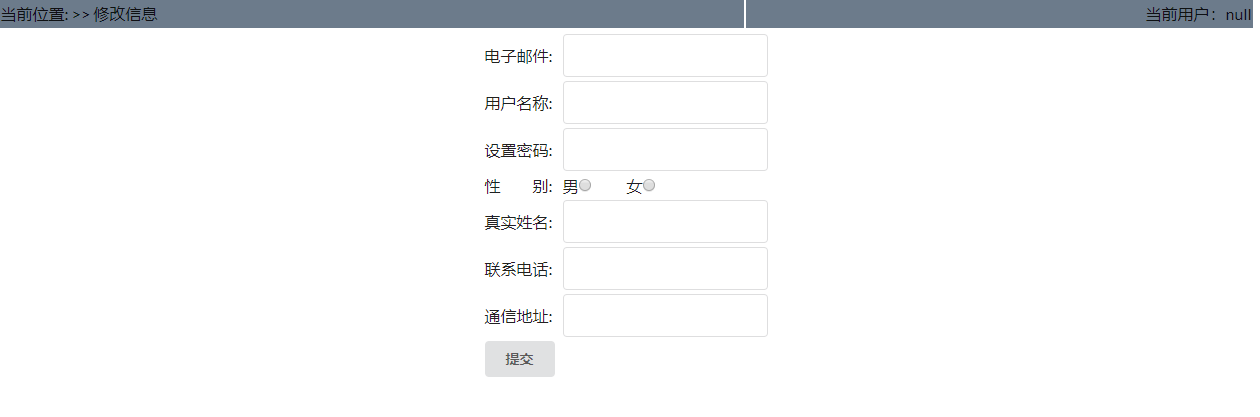 当前位置: >> 修改信息 当前用户：null
电子邮件:
用户名称:
设置密码:
性 别: 男 女
真实姓名:
联系电话:
通信地址:
提交